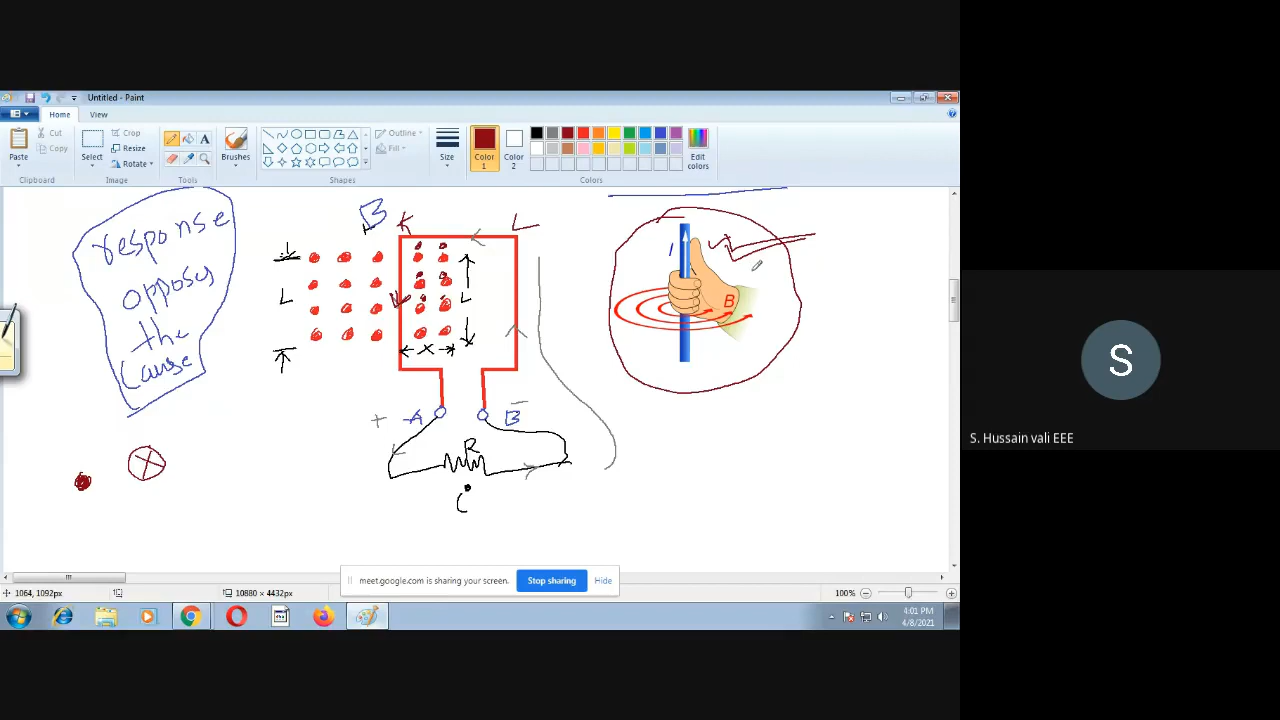 Untitled - Paint
Home
View
Paste
Cut
Copy
Clipboard
Select
Crop
Resize
Rotate
Image
A
Tools
Brushes
Shapes
Outline
Fill
Size
Color
1
Color
2
Edit
colors
Colors
response
opposes
the
Cause
B
K
L
L
L
X
+ A
B -
R
i
I
B
S
S. Hussain vali EEE
meet.google.com is sharing your screen.
Stop sharing
Hide
1064, 1092px
10880 × 4432px
100%
4:01 PM
4/8/2021